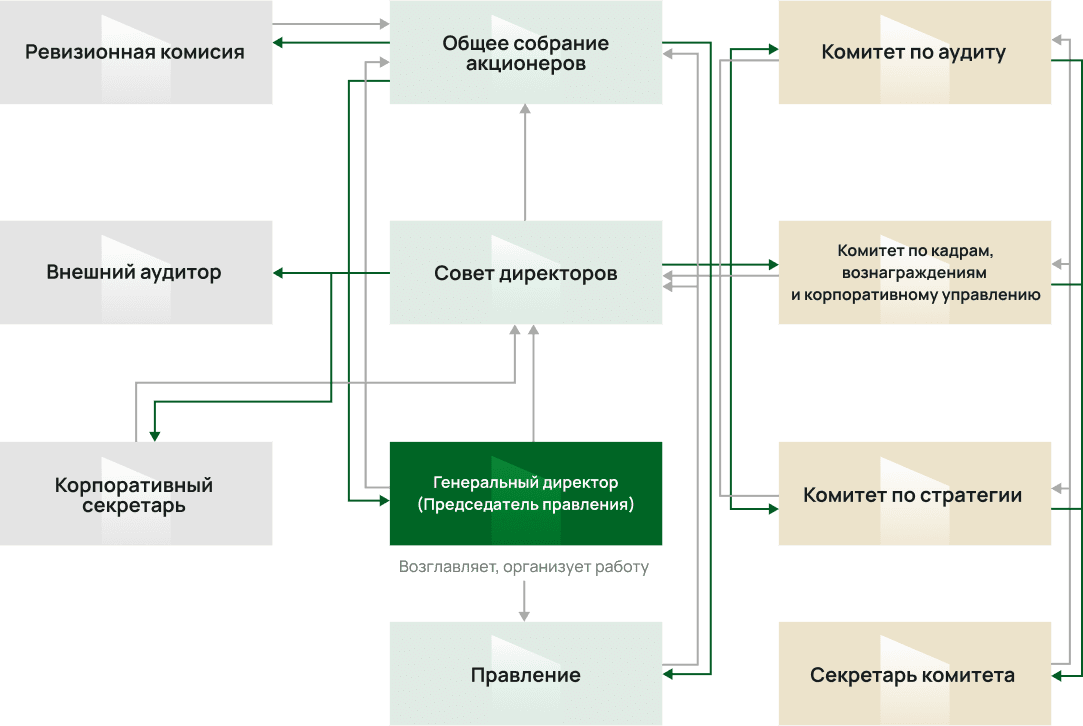 Ревизионная комисия
Общее собрание
акционеров
Комитет по аудиту
Внешний аудитор
Совет директоров
Комитет по кадрам,
вознаграждениям
и корпоративному управлению
Корпоративный
секретарь
Генеральный директор
(Председатель правления)
Комитет по стратегии
Возглавляет, организует работу
Правление
Секретарь комитета